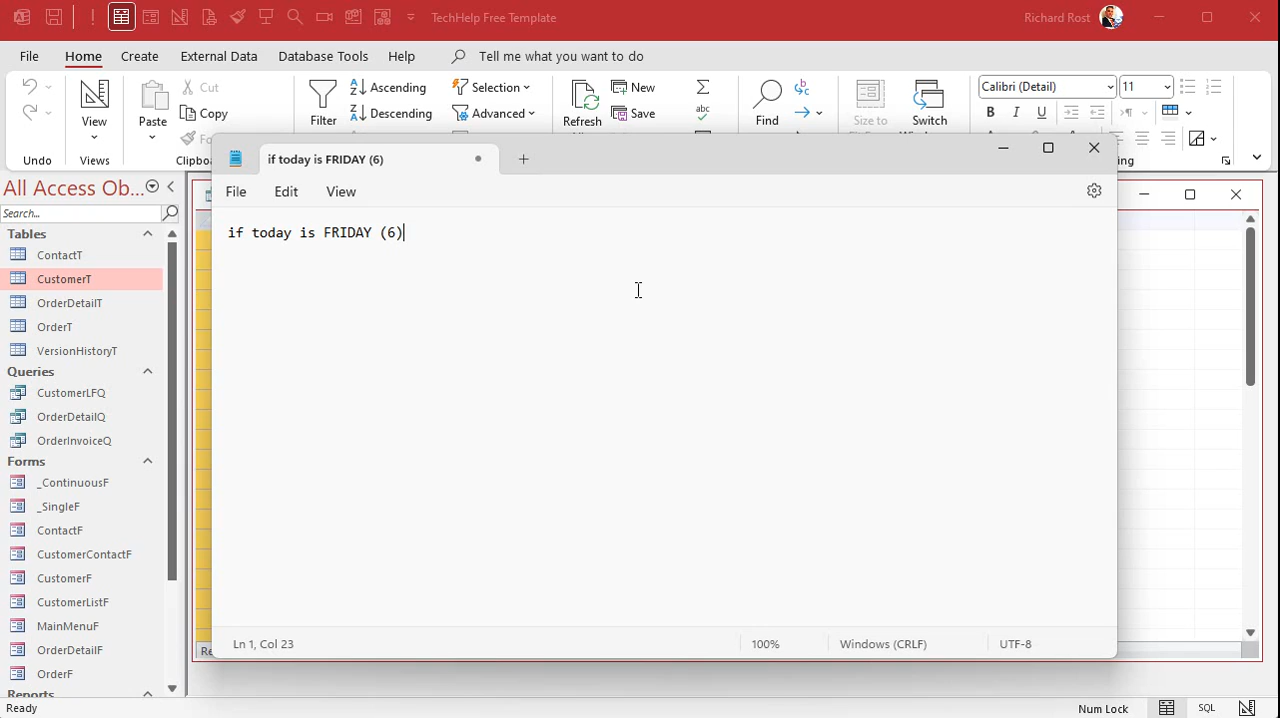 TechHelp Free Template
Richard Rost
File
Home
Create
External Data
Database Tools
Help
Tell me what you want to do
View
Paste
Cut
Copy
Filter
Ascending
Descending
Selection
Advanced
Refresh
New
Save
Find
Size to
Switch
Calibri (Detail)
11
B I U
Undo
Views
All Access Ob...
Search...
Tables
ContactT
CustomerT
OrderDetailT
OrderT
VersionHistoryT
Queries
CustomerLFQ
OrderDetailQ
OrderInvoiceQ
Forms
_ContinuousF
_SingleF
ContactF
CustomerContactF
CustomerF
CustomerListF
MainMenuF
OrderDetailF
OrderF
Reports
if today is FRIDAY (6)
File
Edit
View
if today is FRIDAY (6)
Ln 1, Col 23
100%
Windows (CRLF)
UTF-8
Ready
Num Lock
SQL